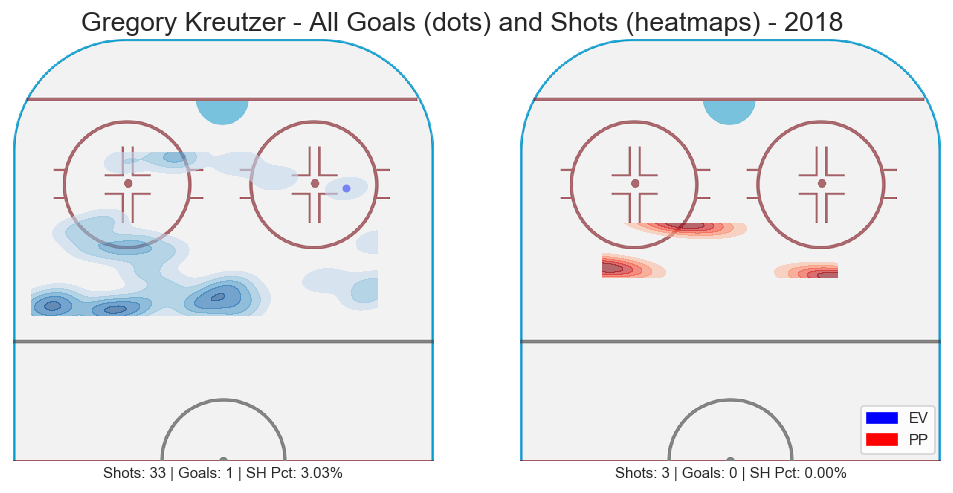 Gregory Kreutzer - All Goals (dots) and Shots (heatmaps) - 2018
EV
PP
Shots: 33 | Goals: 1 | SH Pct: 3.03%
Shots: 3 | Goals: 0 | SH Pct: 0.00%